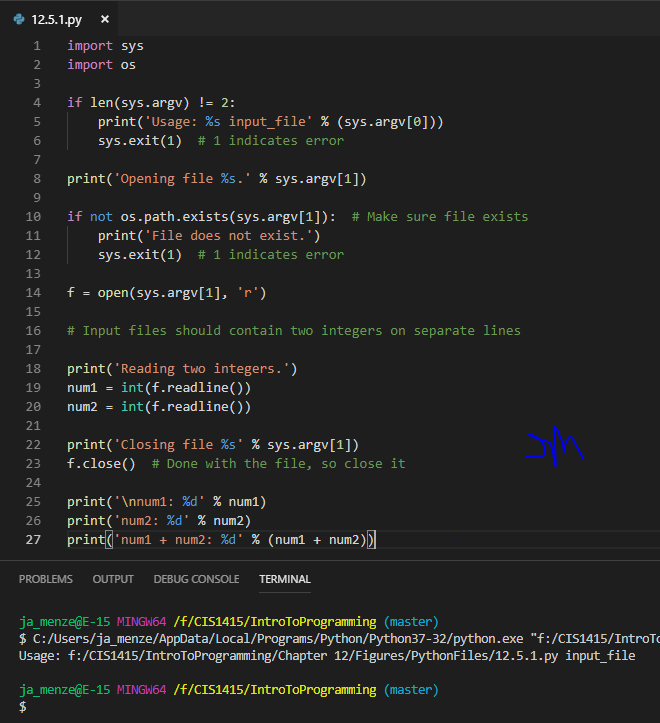 12.5.1.py ×
1 import sys
2 import os
3
4 if len(sys.argv) != 2:
5     print('Usage: %s input_file' % (sys.argv[0]))
6     sys.exit(1)  # 1 indicates error
7
8 print('Opening file %s.' % sys.argv[1])
9
10 if not os.path.exists(sys.argv[1]):  # Make sure file exists
11     print('File does not exist.')
12     sys.exit(1)  # 1 indicates error
13
14 f = open(sys.argv[1], 'r')
15
16 # Input files should contain two integers on separate lines
17
18 print('Reading two integers.')
19 num1 = int(f.readline())
20 num2 = int(f.readline())
21
22 print('Closing file %s' % sys.argv[1])
23 f.close()  # Done with the file, so close it
24
25 print('\nnum1: %d' % num1)
26 print('num2: %d' % num2)
27 print('num1 + num2: %d' % (num1 + num2))
PROBLEMS OUTPUT DEBUG CONSOLE TERMINAL
ja_menze@E-15 MINGW64 /f/CIS1415/IntroToProgramming (master)
$ C:/Users/ja_menze/AppData/Local/Programs/Python/Python37-32/python.exe "f:/CIS1415/IntroTo
Usage: f:/CIS1415/IntroToProgramming/Chapter 12/Figures/PythonFiles/12.5.1.py input_file
ja_menze@E-15 MINGW64 /f/CIS1415/IntroToProgramming (master)
$